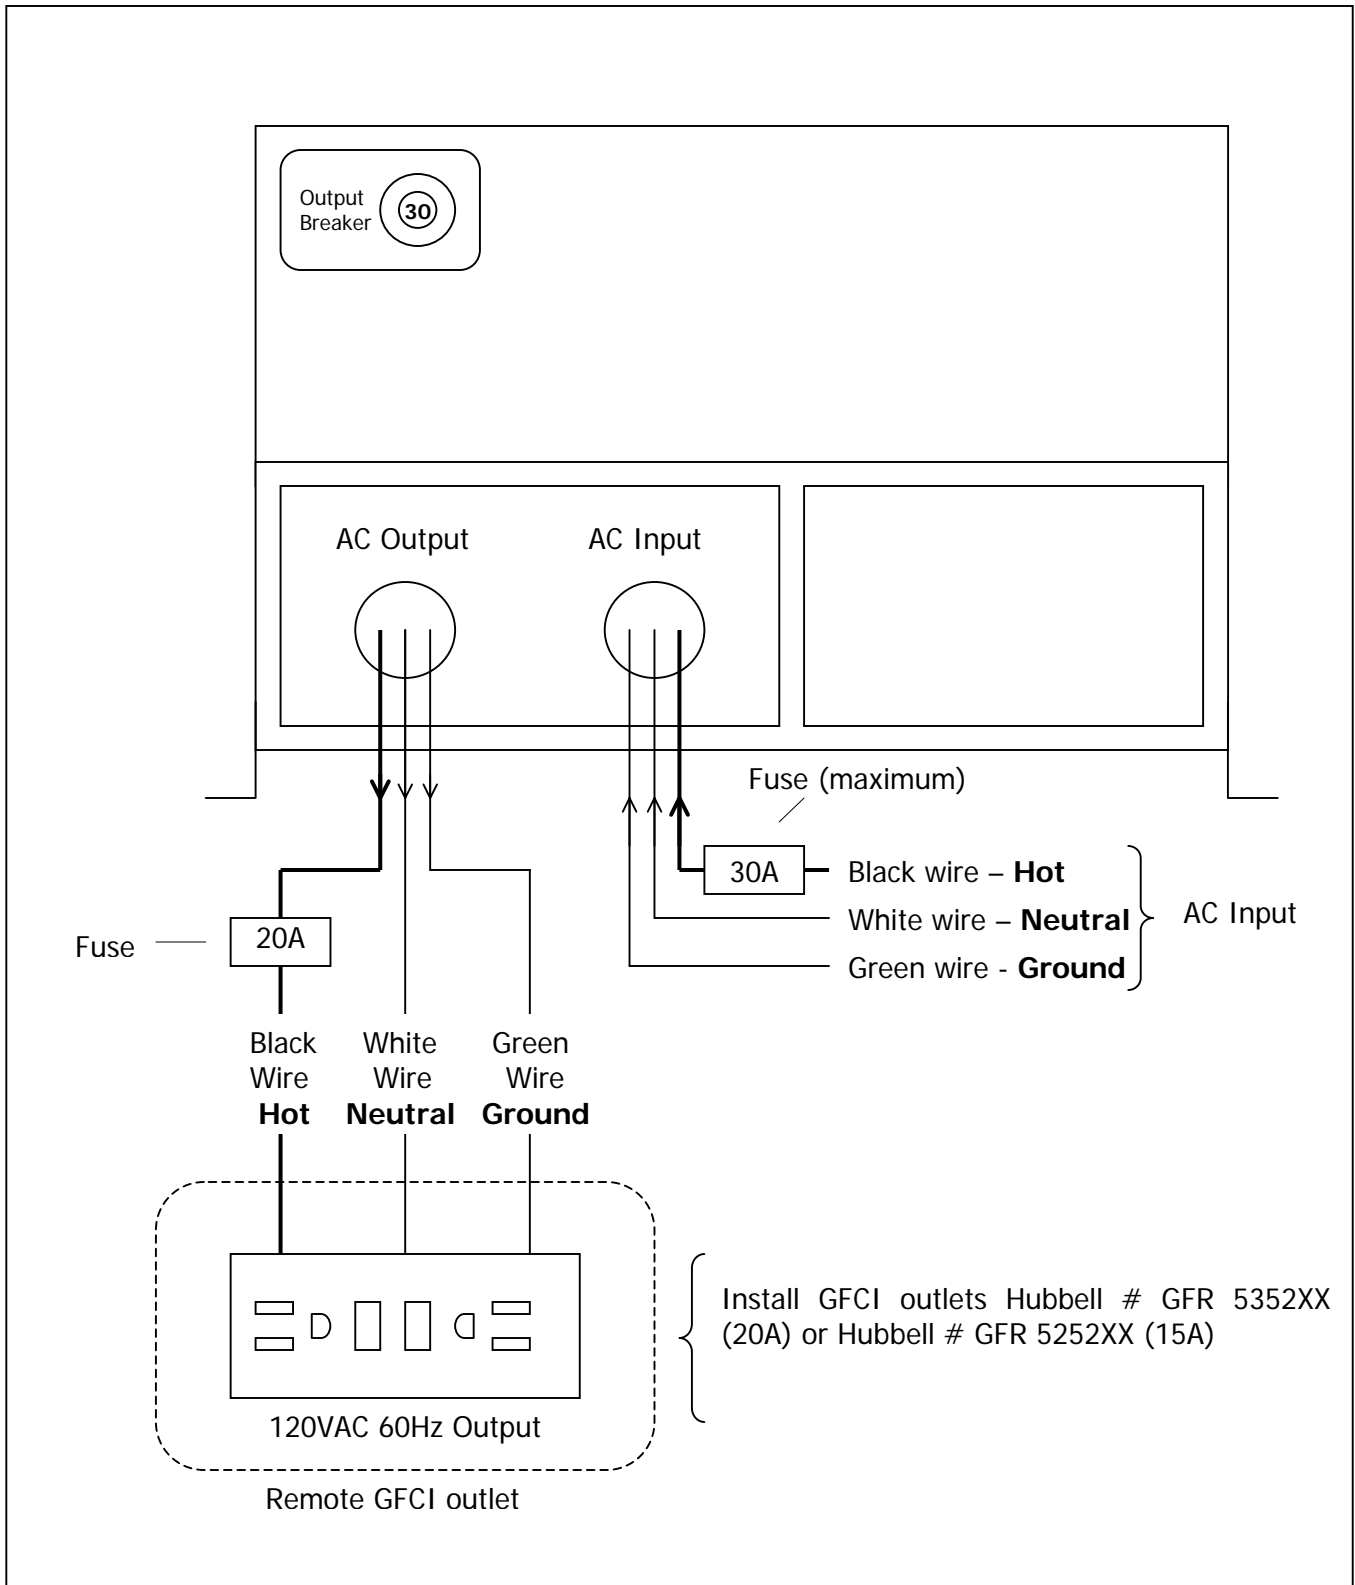 Output
Breaker
30
AC Output
AC Input
Fuse (maximum)
30A
Black wire – Hot
White wire – Neutral
Green wire - Ground
AC Input
Fuse
20A
Black
Wire
Hot
White
Wire
Neutral
Green
Wire
Ground
Install GFCI outlets Hubbell # GFR 5352XX
(20A) or Hubbell # GFR 5252XX (15A)
120VAC 60Hz Output
Remote GFCI outlet